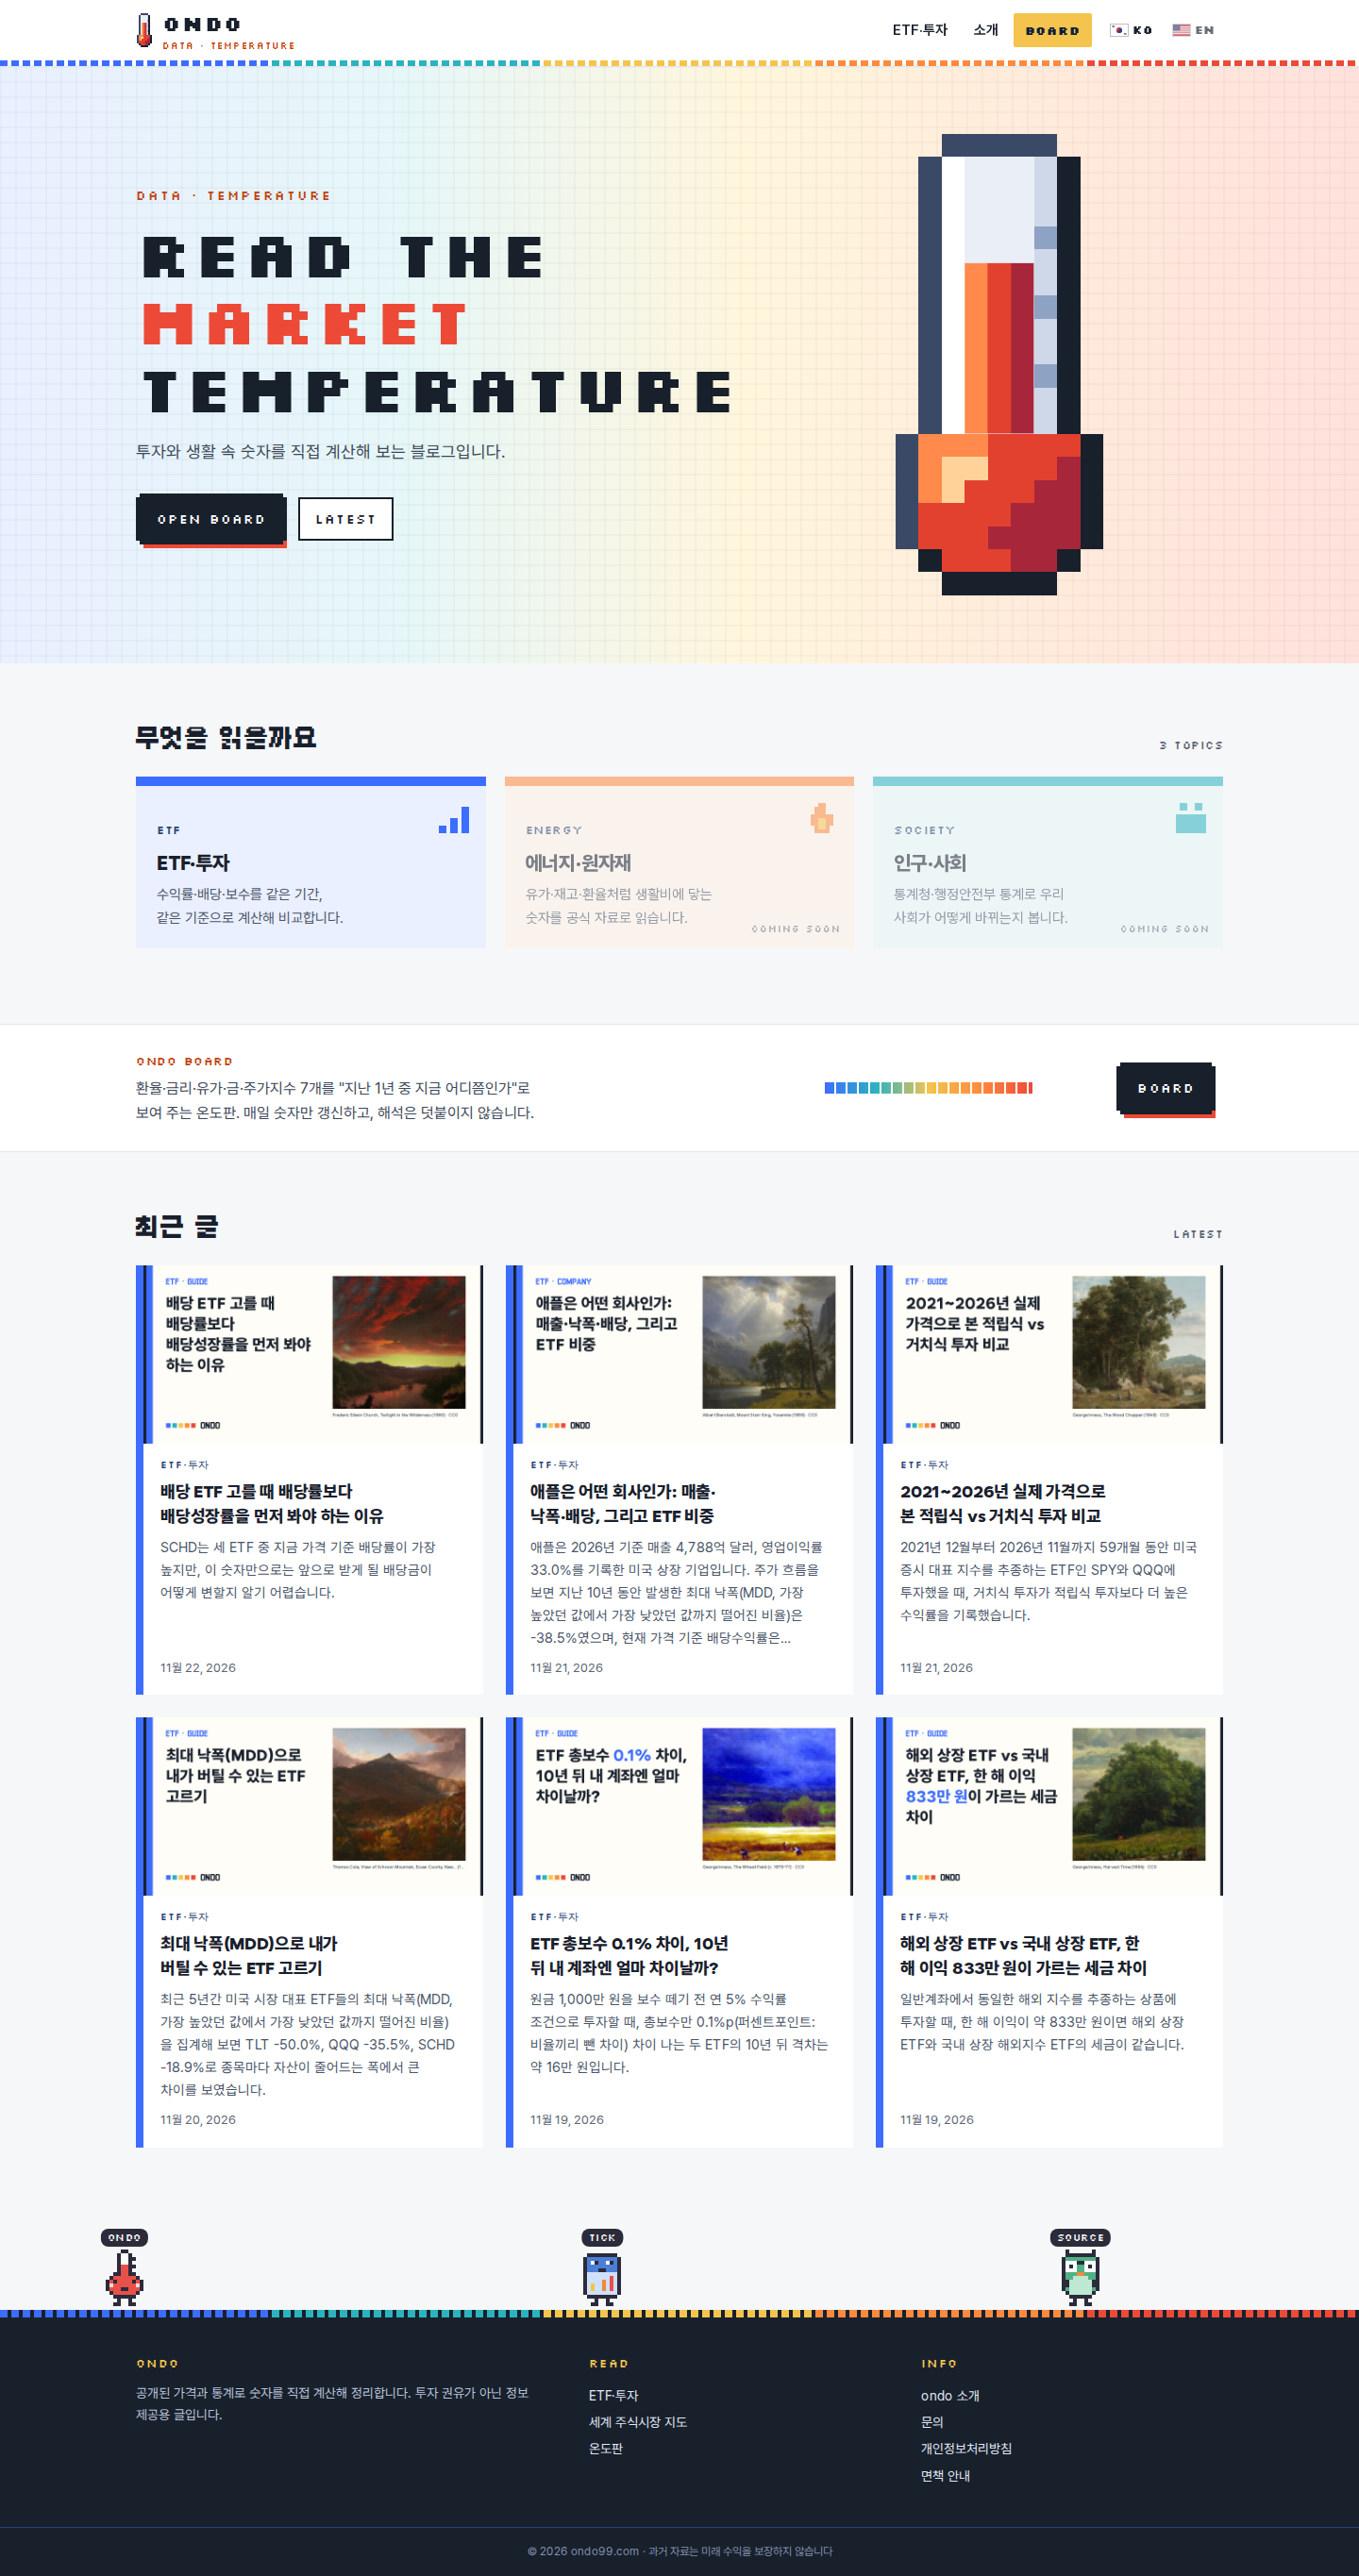 ONDO
DATA · TEMPERATURE
ETF·투자
소개
BOARD
KO
EN
DATA · TEMPERATURE
READ THE
MARKET
TEMPERATURE
투자와 생활 속 숫자를 직접 계산해 보는 블로그입니다.
OPEN BOARD
LATEST
무엇을 읽을까요
3 TOPICS
ETF
ETF·투자
수익률·배당·보수를 같은 기간,
같은 기준으로 계산해 비교합니다.
ENERGY
에너지·원자재
유가·재고·환율처럼 생활비에 닿는
숫자를 공식 자료로 읽습니다.
COMING SOON
SOCIETY
인구·사회
통계청·행정안전부 통계로 우리
사회가 어떻게 바뀌는지 봅니다.
COMING SOON
ONDO BOARD
환율·금리·유가·금·주가지수 7개를 "지난 1년 중 지금 어디쯤인가"로
보여 주는 온도판. 매일 숫자만 갱신하고, 해석은 덧붙이지 않습니다.
BOARD
최근 글
LATEST
ETF · GUIDE
배당 ETF 고를 때
배당률보다
배당성장률을 먼저 봐야
하는 이유
Frederic Edwin Church, Twilight in the Wilderness (1860) · CC0
ONDO
ETF·투자
배당 ETF 고를 때 배당률보다
배당성장률을 먼저 봐야 하는 이유
SCHD는 세 ETF 중 지금 가격 기준 배당률이 가장
높지만, 이 숫자만으로는 앞으로 받게 될 배당금이
어떻게 변할지 알기 어렵습니다.
11월 22, 2026
ETF · COMPANY
애플은 어떤 회사인가:
매출·낙폭·배당, 그리고
ETF 비중
ONDO
ETF·투자
애플은 어떤 회사인가: 매출·
낙폭·배당, 그리고 ETF 비중
애플은 2026년 기준 매출 4,788억 달러, 영업이익률
33.0%를 기록한 미국 상장 기업입니다. 주가 흐름을
보면 지난 10년 동안 발생한 최대 낙폭(MDD, 가장
높았던 값에서 가장 낮았던 값까지 떨어진 비율)은
-38.5%였으며, 현재 가격 기준 배당수익률은...
11월 21, 2026
ETF · GUIDE
2021~2026년 실제
가격으로 본 적립식 vs
거치식 투자 비교
ONDO
ETF·투자
2021~2026년 실제 가격으로
본 적립식 vs 거치식 투자 비교
2021년 12월부터 2026년 11월까지 59개월 동안 미국
증시 대표 지수를 추종하는 ETF인 SPY와 QQQ에
투자했을 때, 거치식 투자가 적립식 투자보다 더 높은
수익률을 기록했습니다.
11월 21, 2026
ETF · GUIDE
최대 낙폭(MDD)으로
내가 버틸 수 있는 ETF
고르기
ONDO
ETF·투자
최대 낙폭(MDD)으로 내가
버틸 수 있는 ETF 고르기
최근 5년간 미국 시장 대표 ETF들의 최대 낙폭(MDD,
가장 높았던 값에서 가장 낮았던 값까지 떨어진 비율)
을 집계해 보면 TLT -50.0%, QQQ -35.5%, SCHD
-18.9%로 종목마다 자산이 줄어드는 폭에서 큰
차이를 보였습니다.
11월 20, 2026
ETF · GUIDE
ETF 총보수 0.1% 차이,
10년 뒤 내 계좌엔 얼마
차이날까?
ONDO
ETF·투자
ETF 총보수 0.1% 차이, 10년
뒤 내 계좌엔 얼마 차이날까?
원금 1,000만 원을 보수 떼기 전 연 5% 수익률
조건으로 투자할 때, 총보수만 0.1%p(퍼센트포인트:
비율끼리 뺀 차이) 차이 나는 두 ETF의 10년 뒤 격차는
약 16만 원입니다.
11월 19, 2026
ETF · GUIDE
해외 상장 ETF vs 국내
상장 ETF, 한 해 이익
833만 원이 가르는 세금
차이
ONDO
ETF·투자
해외 상장 ETF vs 국내 상장 ETF, 한
해 이익 833만 원이 가르는 세금 차이
일반계좌에서 동일한 해외 지수를 추종하는 상품에
투자할 때, 한 해 이익이 약 833만 원이면 해외 상장
ETF와 국내 상장 해외지수 ETF의 세금이 같습니다.
11월 19, 2026
ONDO
TICK
SOURCE
ONDO
공개된 가격과 통계로 숫자를 직접 계산해 정리합니다. 투자 권유가 아닌 정보
제공용 글입니다.
READ
ETF·투자
세계 주식시장 지도
온도판
INFO
ondo 소개
문의
개인정보처리방침
면책 안내
© 2026 ondo99.com · 과거 자료는 미래 수익을 보장하지 않습니다